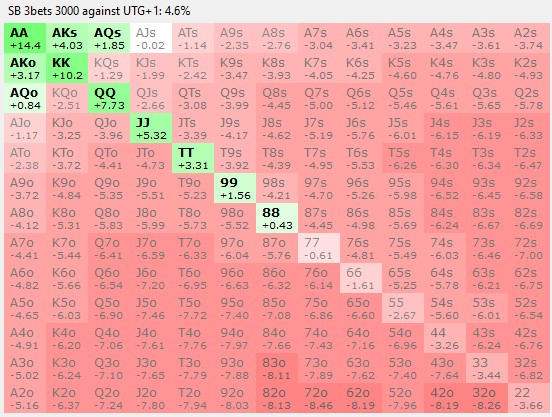 SB 3bets 3000 against UTG+1: 4.6%
AA AKs AQs AJs ATs A9s A8s A7s A6s A5s A4s A3s A2s
+14.4 +4.03 +1.85 -0.02 -1.14 -2.35 -2.76 -3.04 -3.41 -3.23 -3.47 -3.61 -3.74
AKo KK KQs KJs KTs K9s K8s K7s K6s K5s K4s K3s K2s
+3.17 +10.2 -1.29 -1.99 -2.42 -3.47 -3.93 -4.05 -4.25 -4.60 -4.76 -4.80 -4.93
AQo KQo QQ QJs QTs Q9s Q8s Q7s Q6s Q5s Q4s Q3s Q2s
+0.84 -2.51 +7.73 -2.66 -3.08 -3.99 -4.45 -5.00 -5.12 -5.46 -5.61 -5.65 -5.78
AJo KJo QJo JJ JTs J9s J8s J7s J6s J5s J4s J3s J2s
-1.17 -3.25 -3.96 +5.32 -3.39 -4.17 -4.62 -5.19 -5.76 -6.01 -6.15 -6.19 -6.33
ATo KTo QTo JTo TT T9s T8s T7s T6s T5s T4s T3s T2s
-2.38 -3.72 -4.41 -4.73 +3.31 -3.92 -4.39 -4.95 -5.53 -6.26 -6.30 -6.34 -6.47
A9o K9o Q9o J9o T9o 99 98s 97s 96s 95s 94s 93s 92s
-3.72 -4.84 -5.35 -5.51 -5.23 +1.56 -4.21 -4.70 -5.26 -5.98 -6.52 -6.45 -6.58
A8o K8o Q8o J8o T8o 98o 88 87s 86s 85s 84s 83s 82s
-4.12 -5.31 -5.83 -5.99 -5.73 -5.52 +0.43 -4.45 -4.98 -5.69 -6.24 -6.67 -6.69
A7o K7o Q7o J7o T7o 97o 87o 77 76s 75s 74s 73s 72s
-4.41 -5.44 -6.41 -6.59 -6.33 -6.04 -5.76 -0.61 -4.81 -5.49 -6.03 -6.46 -7.00
A6o K6o Q6o J6o T6o 96o 86o 76o 66 65s 64s 63s 62s
-4.82 -5.66 -6.54 -7.20 -6.95 -6.63 -6.32 -6.14 -1.61 -5.25 -5.78 -6.21 -6.75
A5o K5o Q5o J5o T5o 95o 85o 75o 65o 55 54s 53s 52s
-4.65 -6.03 -6.90 -7.46 -7.72 -7.40 -7.08 -6.86 -6.60 -2.67 -5.60 -6.01 -6.54
A4o K4o Q4o J4o T4o 94o 84o 74o 64o 54o 44 43s 42s
-4.91 -6.20 -7.06 -7.61 -7.76 -7.97 -7.66 -7.43 -7.16 -6.96 -3.26 -6.24 -6.76
A3o K3o Q3o J3o T3o 93o 83o 73o 63o 53o 43o 33 32s
-5.02 -6.24 -7.10 -7.65 -7.79 -7.88 -8.11 -7.89 -7.62 -7.40 -7.64 -3.44 -6.82
A2o K2o Q2o J2o T2o 92o 82o 72o 62o 52o 42o 32o 22
-5.16 -6.37 -7.24 -7.80 -7.94 -8.03 -8.13 -8.46 -8.19 -7.96 -8.19 -8.26 -3.66